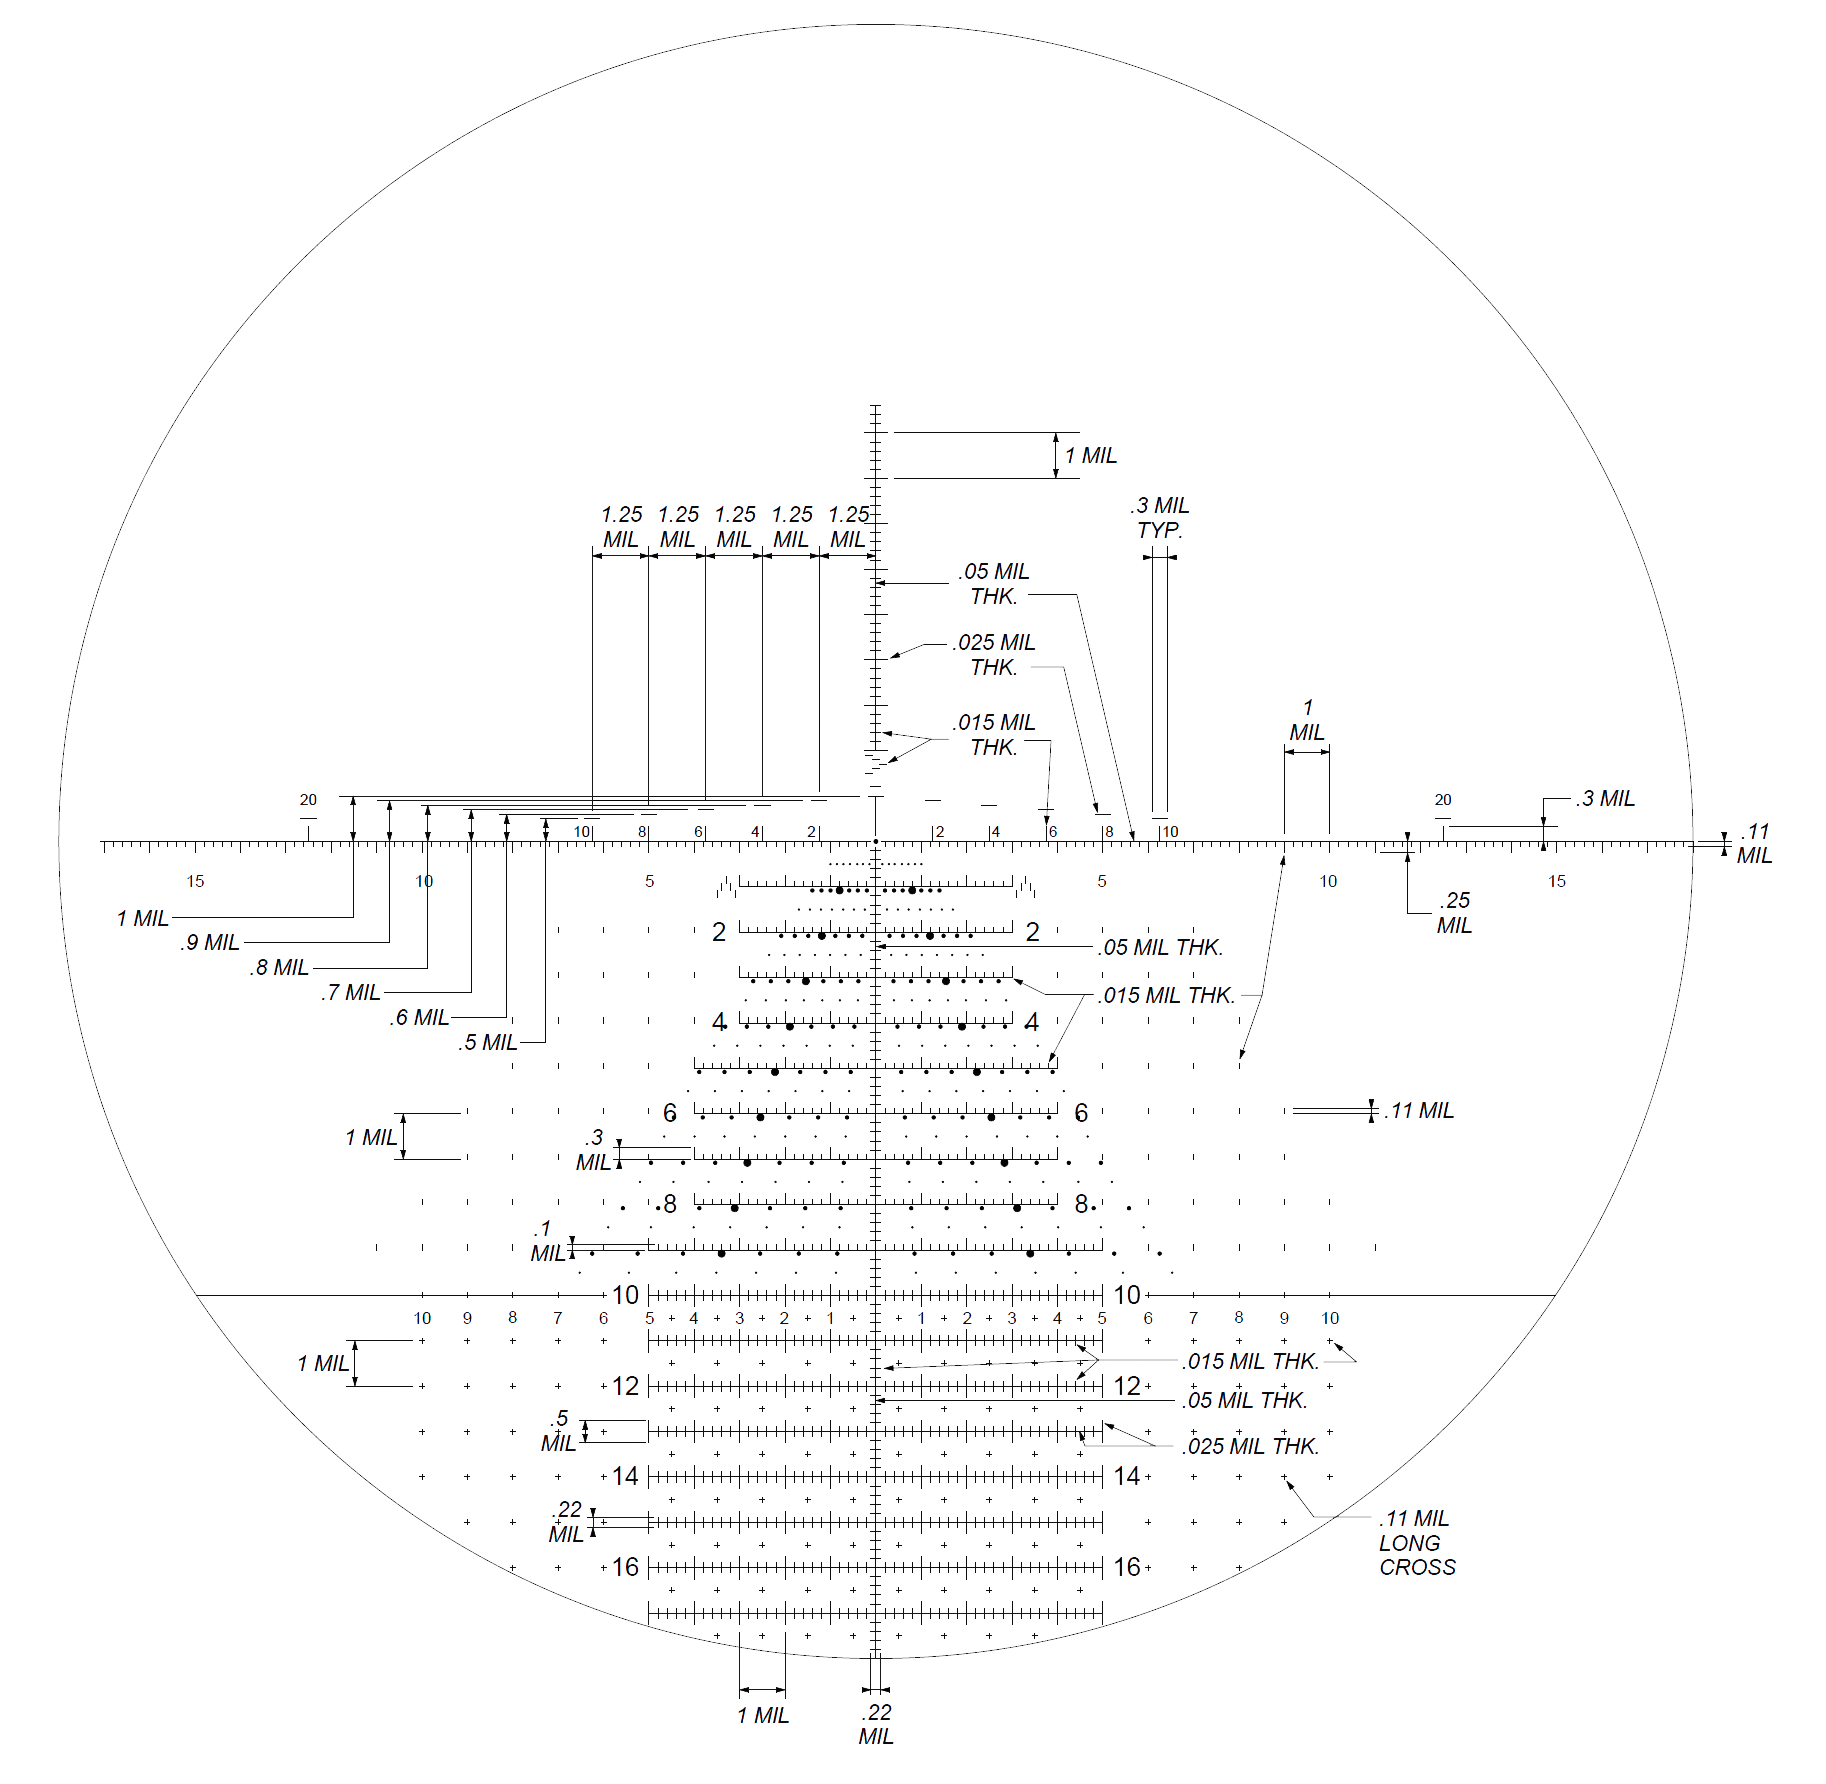 1 MIL
.3 MIL
TYP.
1.25 1.25 1.25 1.25 1.25
MIL MIL MIL MIL MIL
.05 MIL
THK.
.025 MIL
THK.
.015 MIL
THK.
1
MIL
20 20
.3 MIL
10 8 6 4 2 2 4 6 8 10
.11
MIL
15 10 5 5 10 15
.25
MIL
1 MIL
.9 MIL
.8 MIL
.7 MIL
.6 MIL
.5 MIL
2 2
.05 MIL THK.
.015 MIL THK.
4 4
6 6
.11 MIL
1 MIL
.3
MIL
8 8
.1
MIL
10 10
10 9 8 7 6 5 4 3 2 1 1 2 3 4 5 6 7 8 9 10
1 MIL
.015 MIL THK.
12 12
.05 MIL THK.
.5
MIL
.025 MIL THK.
14 14
.22
MIL
.11 MIL
LONG
CROSS
16 16
1 MIL
.22
MIL